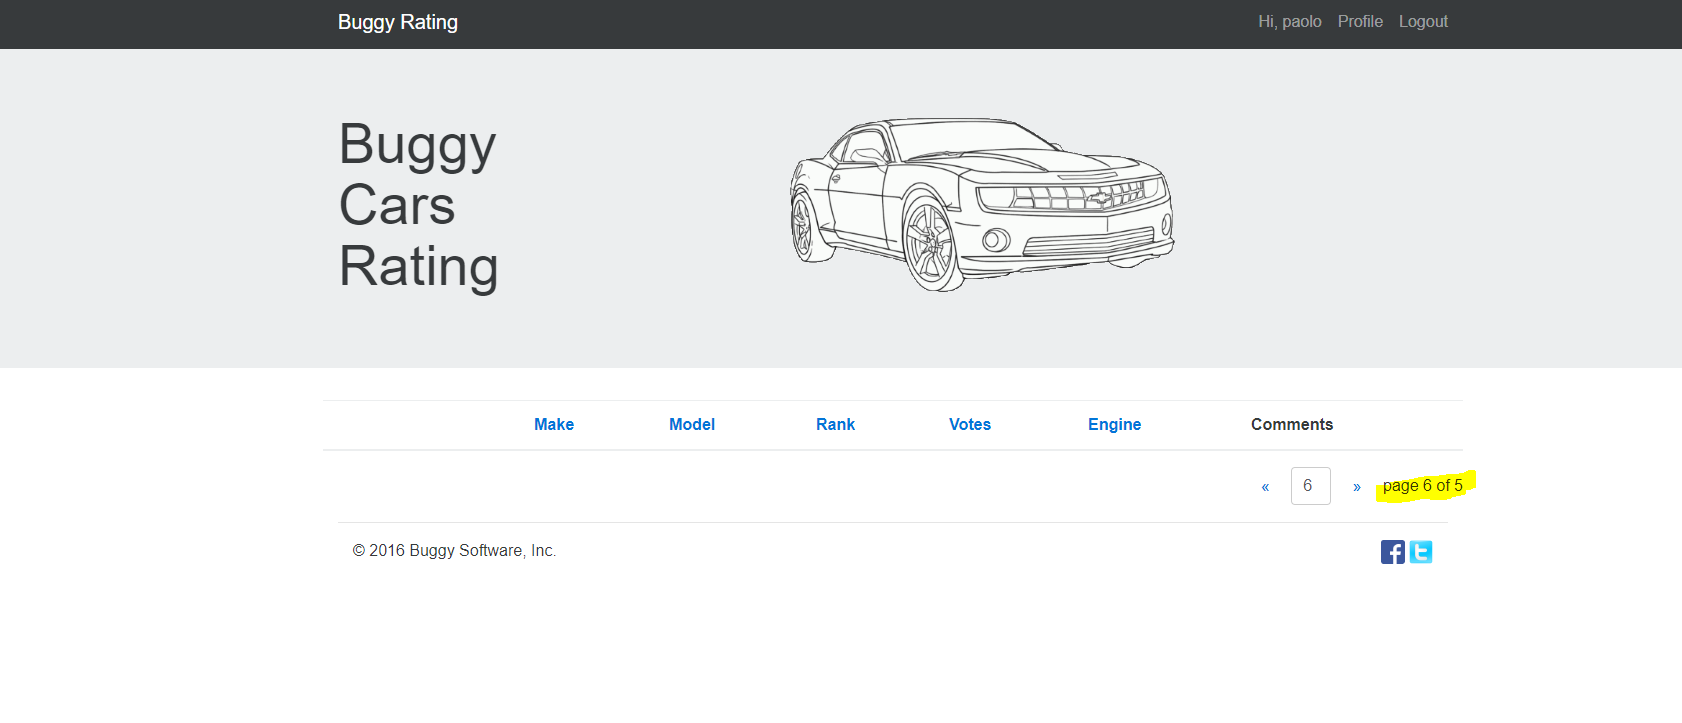 Buggy Rating
Hi, paolo Profile Logout
Buggy
Cars
Rating
Make Model Rank Votes Engine Comments
« 6 » page 6 of 5
© 2016 Buggy Software, Inc.